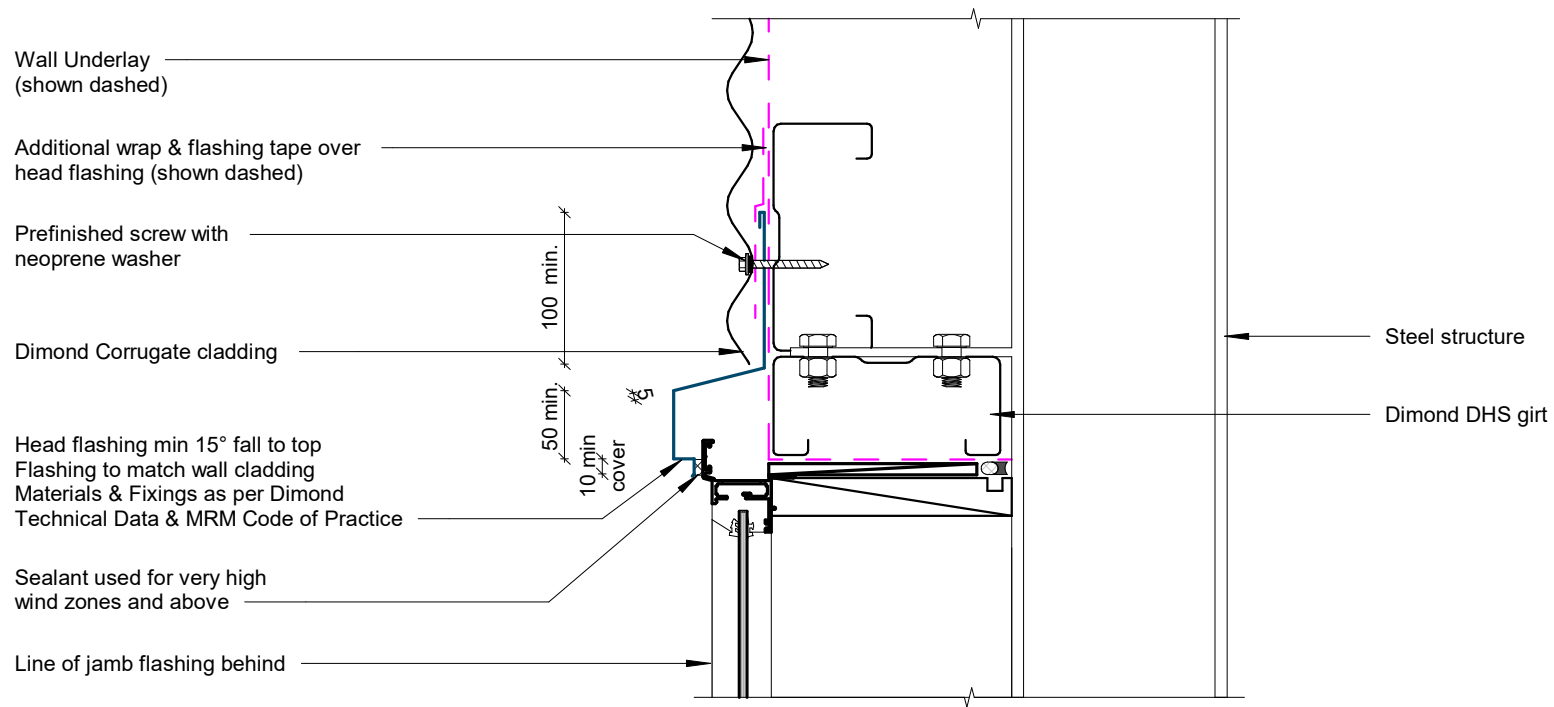 Wall Underlay
(shown dashed)
Additional wrap & flashing tape over
head flashing (shown dashed)
Prefinished screw with
neoprene washer
Dimond Corrugate cladding
Head flashing min 15° fall to top
Flashing to match wall cladding
Materials & Fixings as per Dimond
Technical Data & MRM Code of Practice
Sealant used for very high
wind zones and above
Line of jamb flashing behind
100 min.
50 min.
5
10 min
cover
Steel structure
Dimond DHS girt